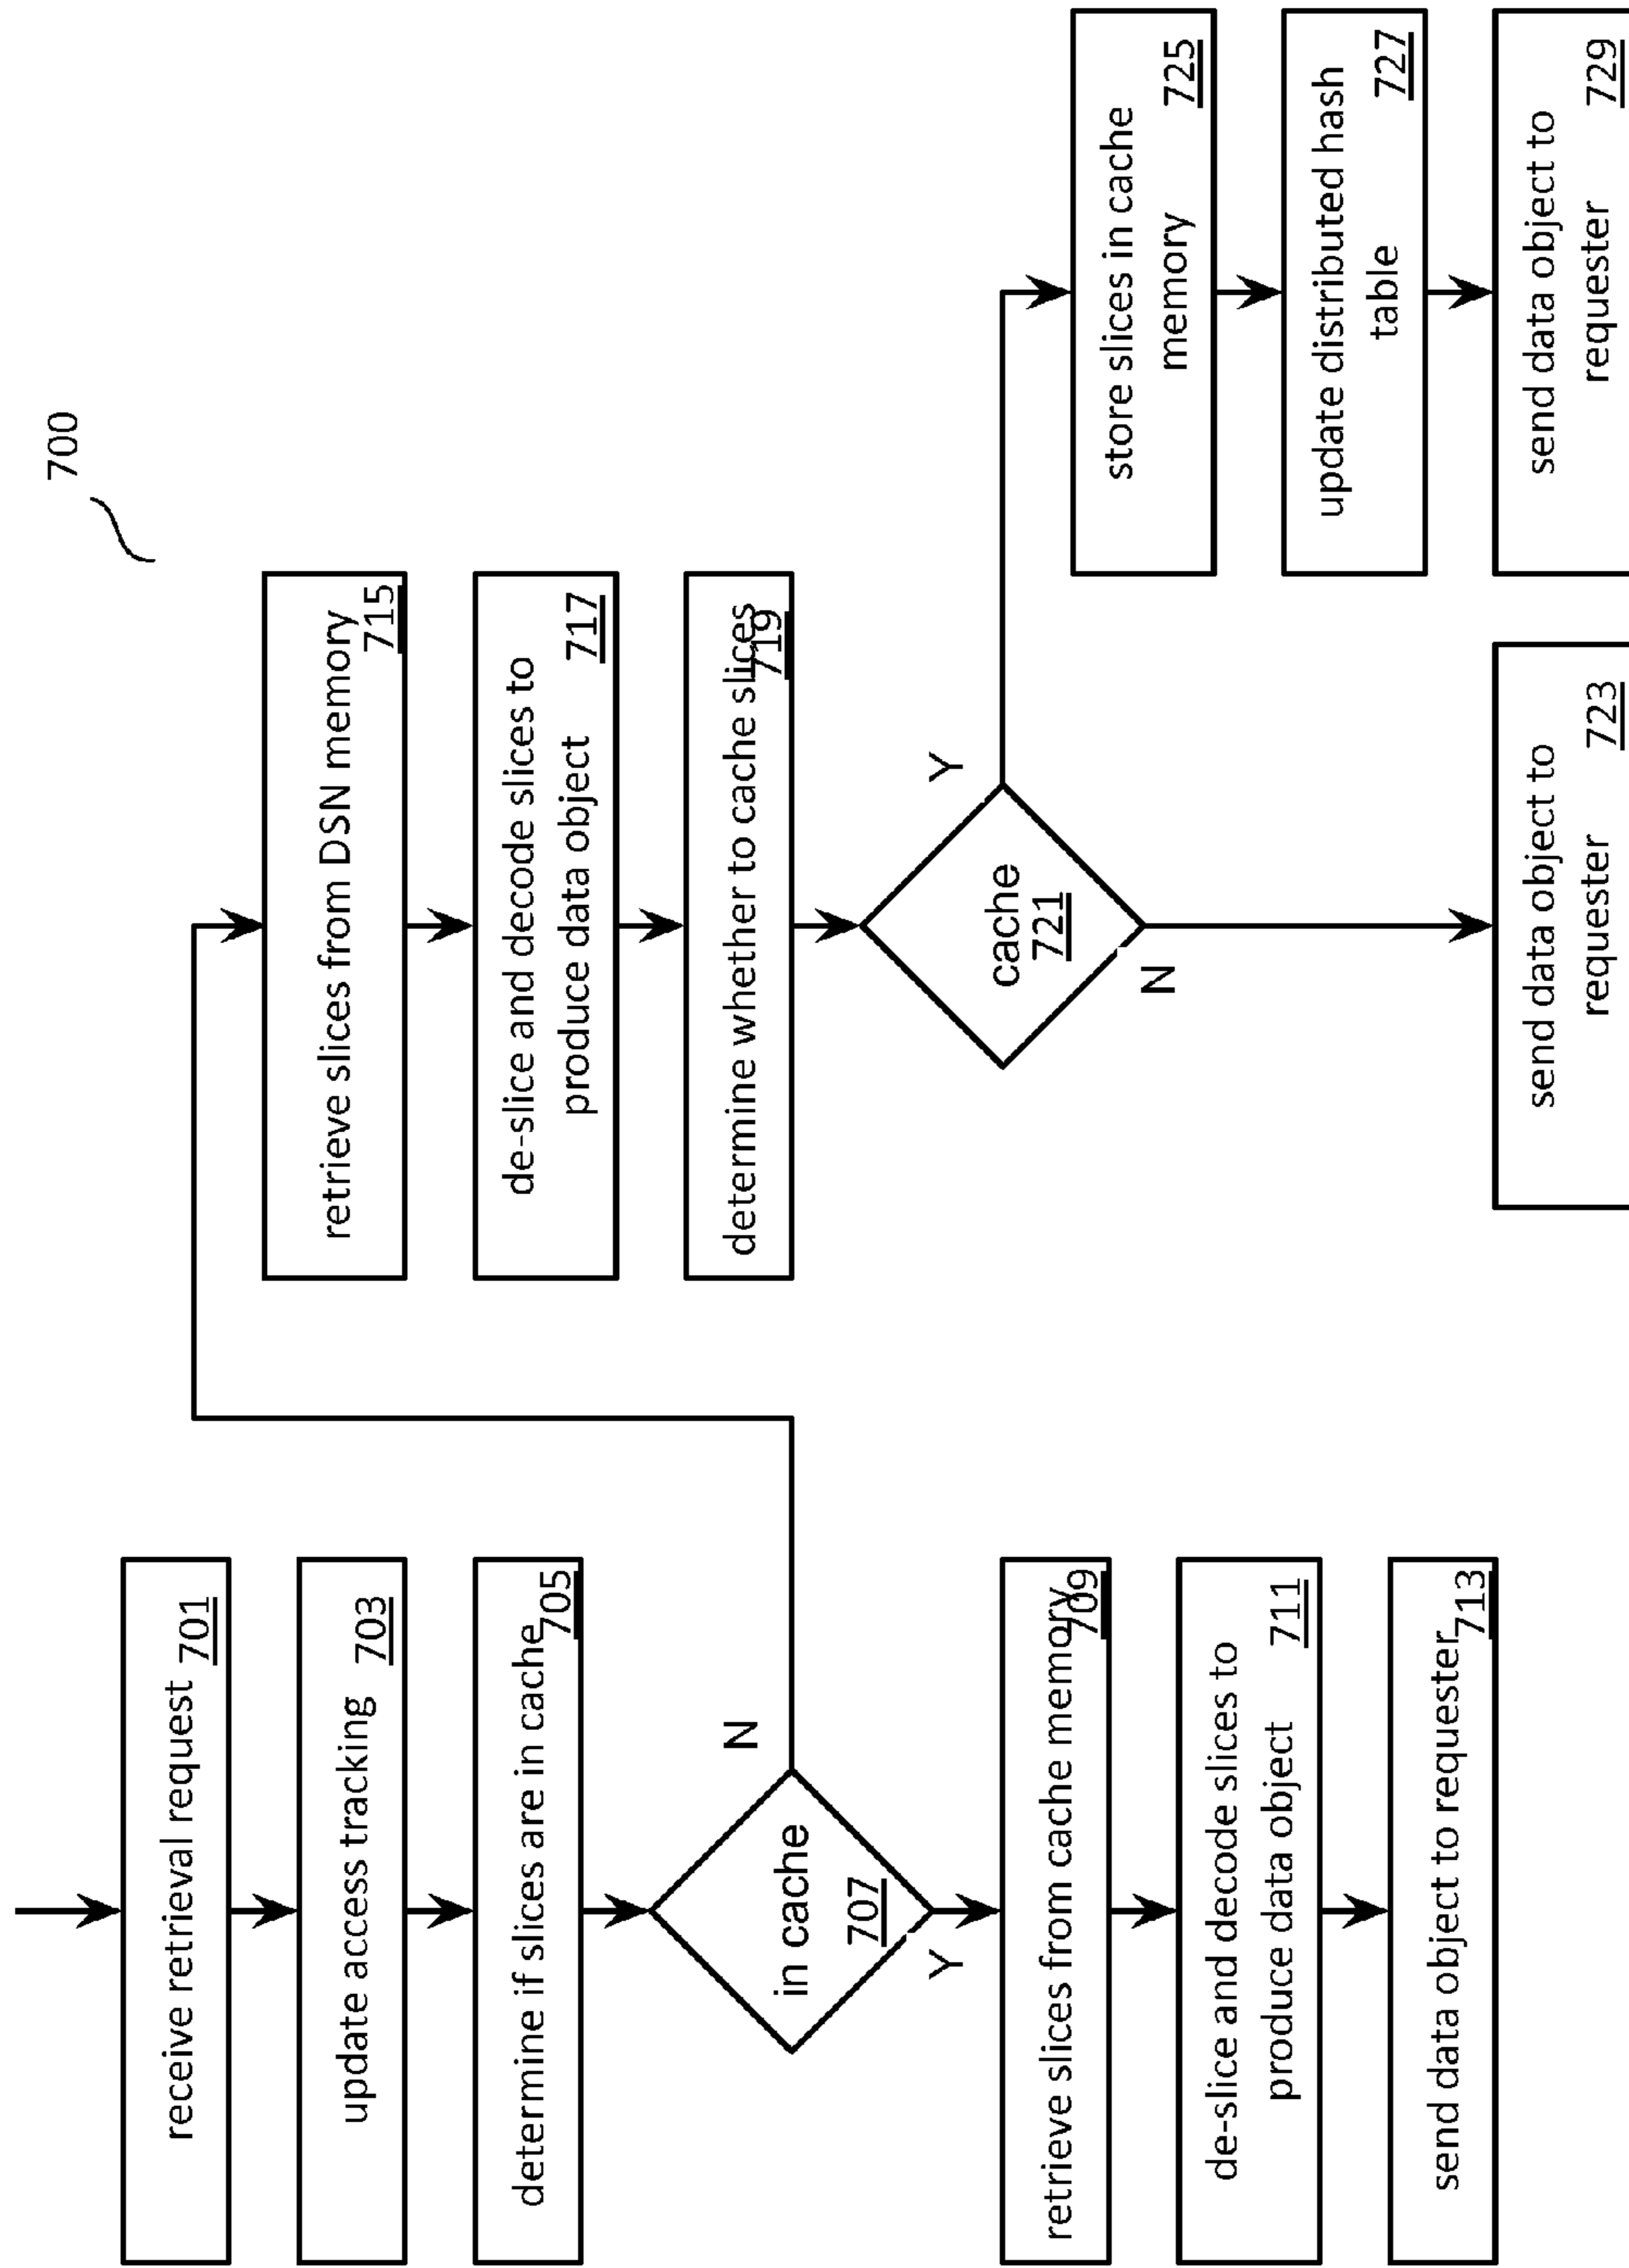 700
receive retrieval request 701
update access tracking 703
determine if slices are in cache 705
in cache
707
Y
N
retrieve slices from cache memory 709
de-slice and decode slices to
produce data object 711
send data object to requester 713
retrieve slices from DSN memory
715
de-slice and decode slices to
produce data object 717
determine whether to cache slices
719
cache
721
Y
N
send data object to
requester 723
store slices in cache
memory 725
update distributed hash
table 727
send data object to
requester 729